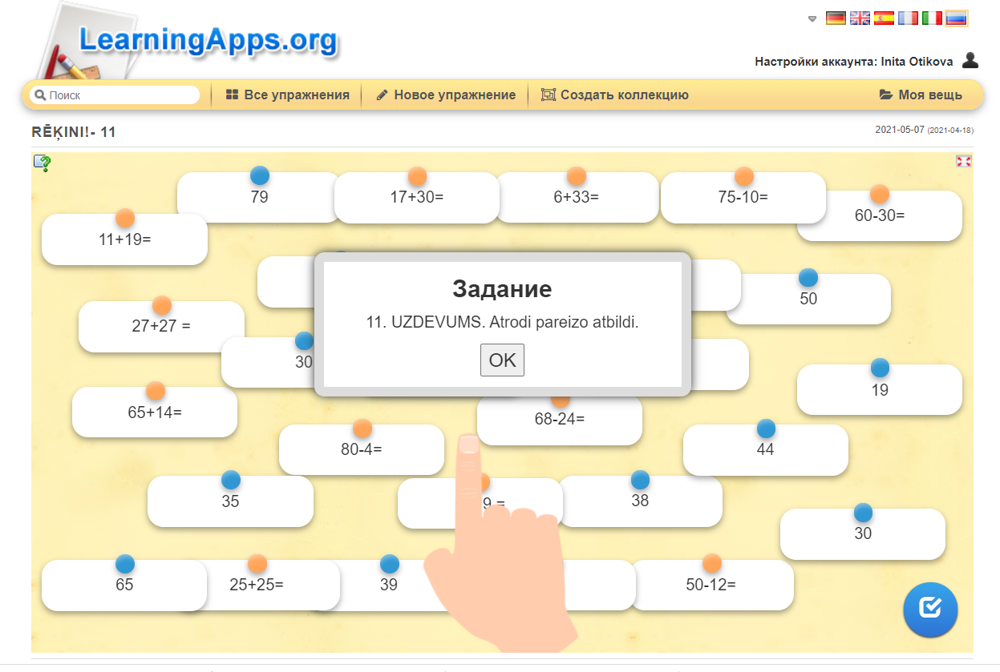 LearningApps.org
Настройки аккаунта: Inita Otikova
Поиск
Все упражнения
Новое упражнение
Создать коллекцию
Моя вещь
RĒĶINI!- 11
2021-05-07 (2021-04-18)
79
17+30=
6+33=
75-10=
60-30=
11+19=
50
27+27 =
30
Задание
11. UZDEVUMS. Atrodi pareizo atbildi.
OK
19
65+14=
68-24=
80-4=
44
35
9 =
38
30
65
25+25=
39
50-12=